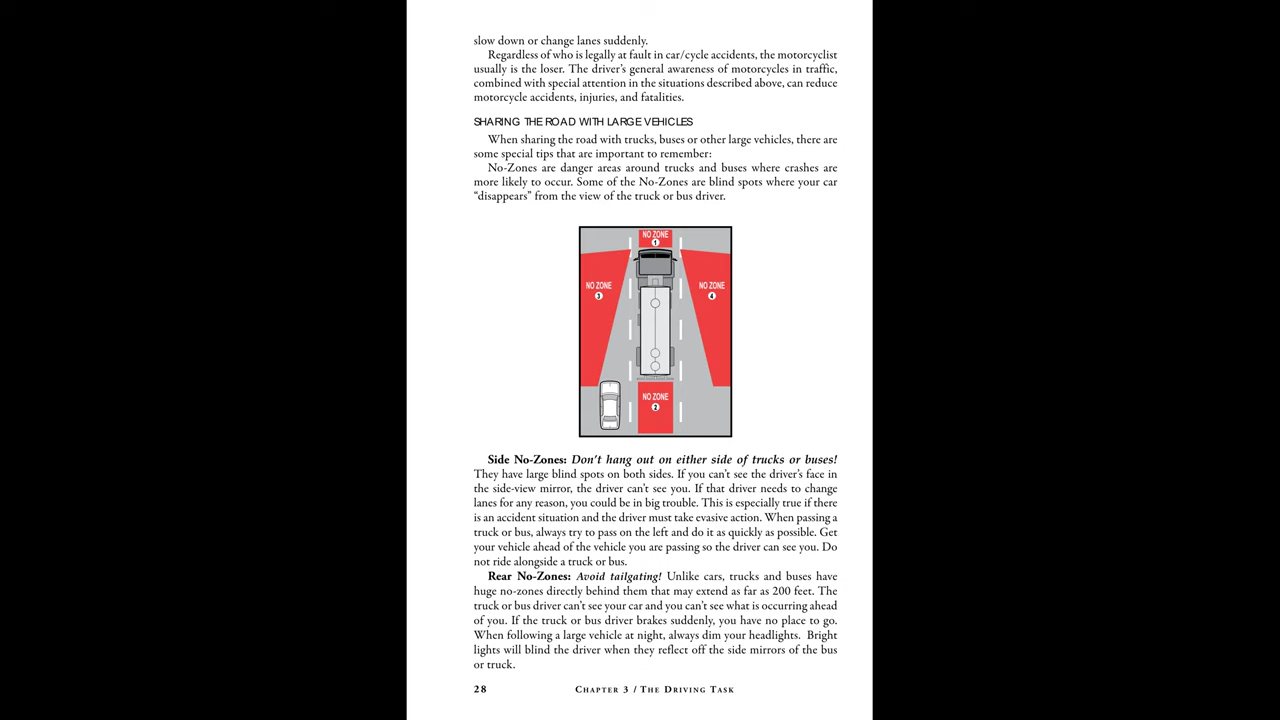 slow down or change lanes suddenly.
Regardless of who is legally at fault in car/cycle accidents, the motorcyclist
usually is the loser. The driver's general awareness of motorcycles in traffic,
combined with special attention in the situations described above, can reduce
motorcycle accidents, injuries, and fatalities.
SHARING THE ROAD WITH LARGE VEHICLES
When sharing the road with trucks, buses or other large vehicles, there are
some special tips that are important to remember:
No-Zones are danger areas around trucks and buses where crashes are
more likely to occur. Some of the No-Zones are blind spots where your car
“disappears” from the view of the truck or bus driver.
NO ZONE
1
NO ZONE
3
NO ZONE
4
NO ZONE
2
Side No-Zones: Don't hang out on either side of trucks or buses!
They have large blind spots on both sides. If you can't see the driver's face in
the side-view mirror, the driver can't see you. If that driver needs to change
lanes for any reason, you could be in big trouble. This is especially true if there
is an accident situation and the driver must take evasive action. When passing a
truck or bus, always try to pass on the left and do it as quickly as possible. Get
your vehicle ahead of the vehicle you are passing so the driver can see you. Do
not ride alongside a truck or bus.
Rear No-Zones: Avoid tailgating! Unlike cars, trucks and buses have
huge no-zones directly behind them that may extend as far as 200 feet. The
truck or bus driver can't see your car and you can't see what is occurring ahead
of you. If the truck or bus driver brakes suddenly, you have no place to go.
When following a large vehicle at night, always dim your headlights. Bright
lights will blind the driver when they reflect off the side mirrors of the bus
or truck.
28 CHAPTER 3 / THE DRIVING TASK